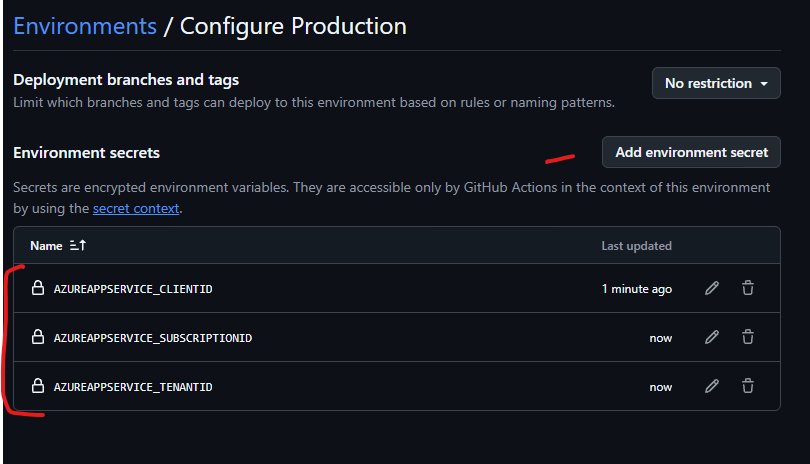 Environments / Configure Production
Deployment branches and tags
No restriction
Limit which branches and tags can deploy to this environment based on rules or naming patterns.
Environment secrets
Add environment secret
Secrets are encrypted environment variables. They are accessible only by GitHub Actions in the context of this environment
by using the secret context.
Name
Last updated
AZUREAPPSERVICE_CLIENTID
1 minute ago
AZUREAPPSERVICE_SUBSCRIPTIONID
now
AZUREAPPSERVICE_TENANTID
now